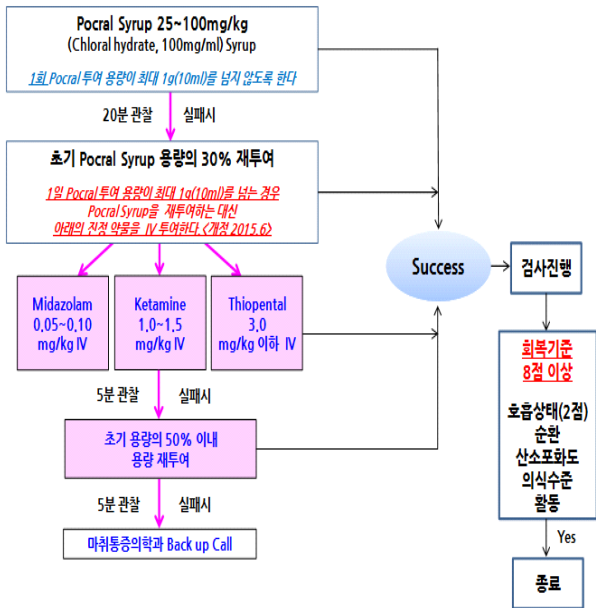 Pocral Syrup 25~100mg/kg
(Chloral hydrate, 100mg/ml) Syrup
1회 Pocral 투여 용량이 최대 1g(10ml)를 넘지 않도록 한다
20분 관찰 실패시
초기 Pocral Syrup 용량의 30% 재투여
1일 Pocral 투여 용량이 최대 1g(10ml)를 넘는 경우
Pocral Syrup을 재투여하는 대신
아래의 진정 약물을 IV 투여한다.<개정 2015.6>
Midazolam
0.05~0.10
mg/kg IV
Ketamine
1.0~1.5
mg/kg IV
Thiopental
3.0
mg/kg 이하 IV
5분 관찰 실패시
초기 용량의 50% 이내
용량 재투여
5분 관찰 실패시
마취통증의학과 Back up Call
Success
검사진행
회복기준
8점 이상
호흡상태(2점)
순환
산소포화도
의식수준
활동
Yes
종료